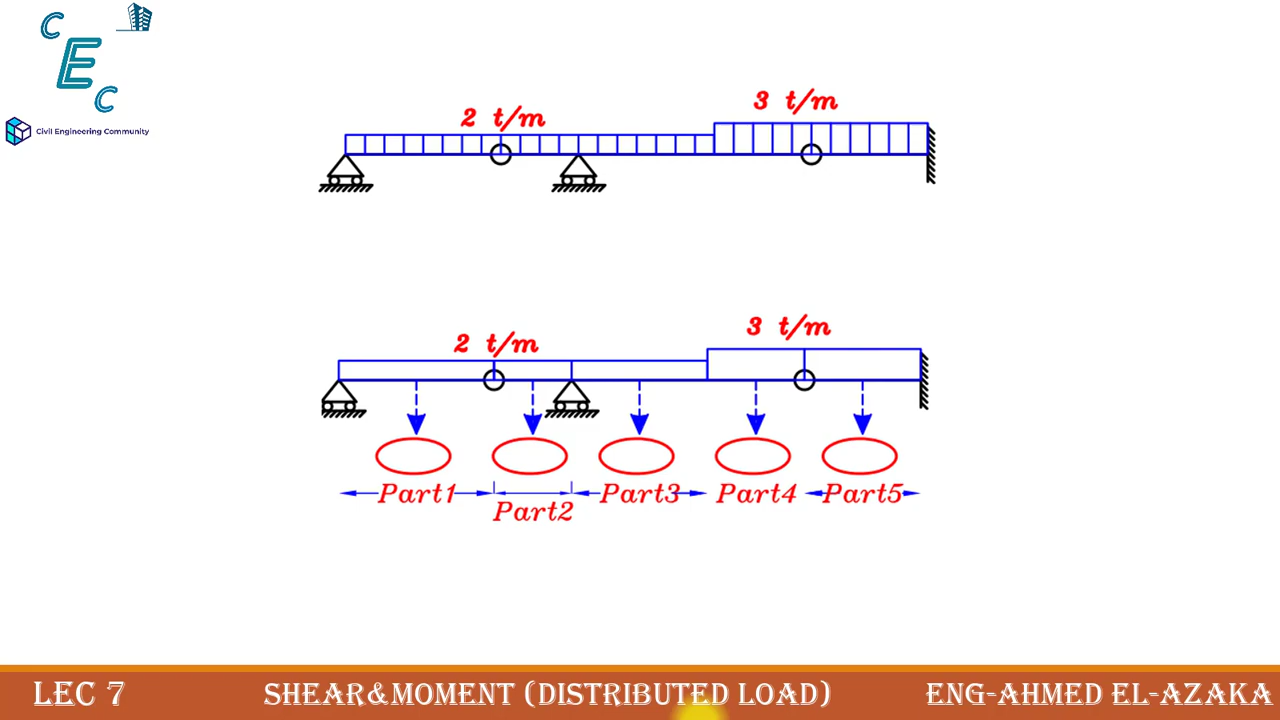 C
E
C
Civil Engineering Community
3 t/m
2 t/m
3 t/m
2 t/m
Part1
Part2
Part3
Part4
Part5
LEC 7
SHEAR&MOMENT (DISTRIBUTED LOAD)
ENG-AHMED EL-AZAKA